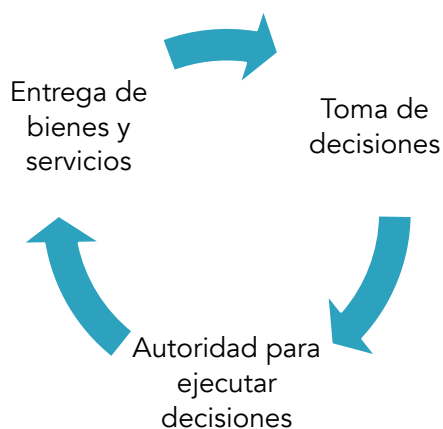 Entrega de
bienes y
servicios
Toma de
decisiones
Autoridad para
ejecutar
decisiones